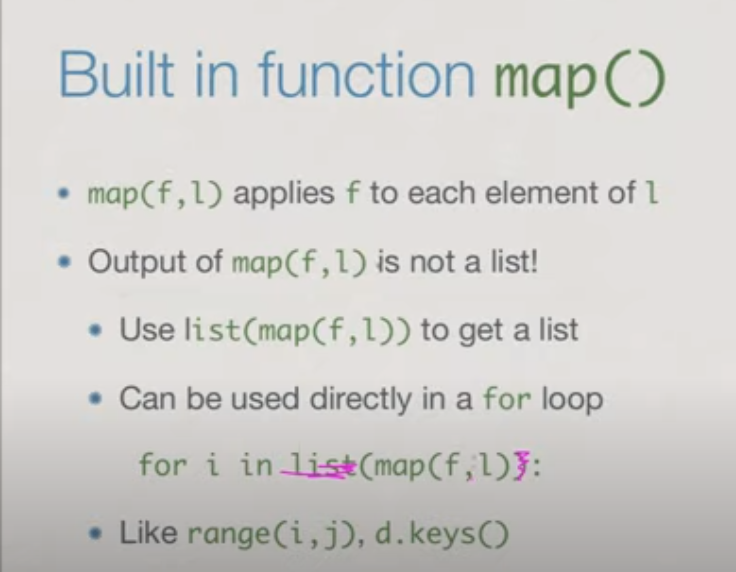 Built in function map()
• map(f,l) applies f to each element of l
• Output of map(f,l) is not a list!
• Use list(map(f,l)) to get a list
• Can be used directly in a for loop
for i in list(map(f,l)):
• Like range(i,j), d.keys()